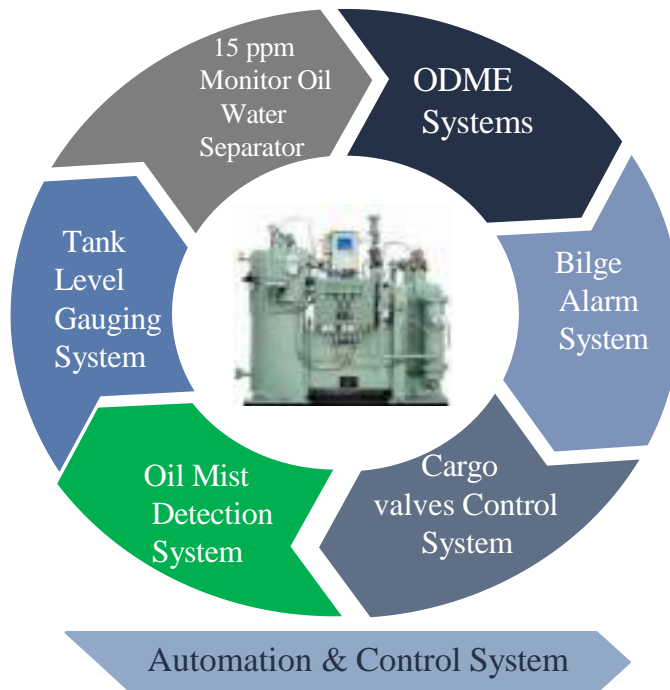 15 ppm
Monitor Oil
Water
Separator
ODME
Systems
Bilge
Alarm
System
Cargo
valves Control
System
Oil Mist
Detection
System
Tank
Level
Gauging
System
Automation & Control System